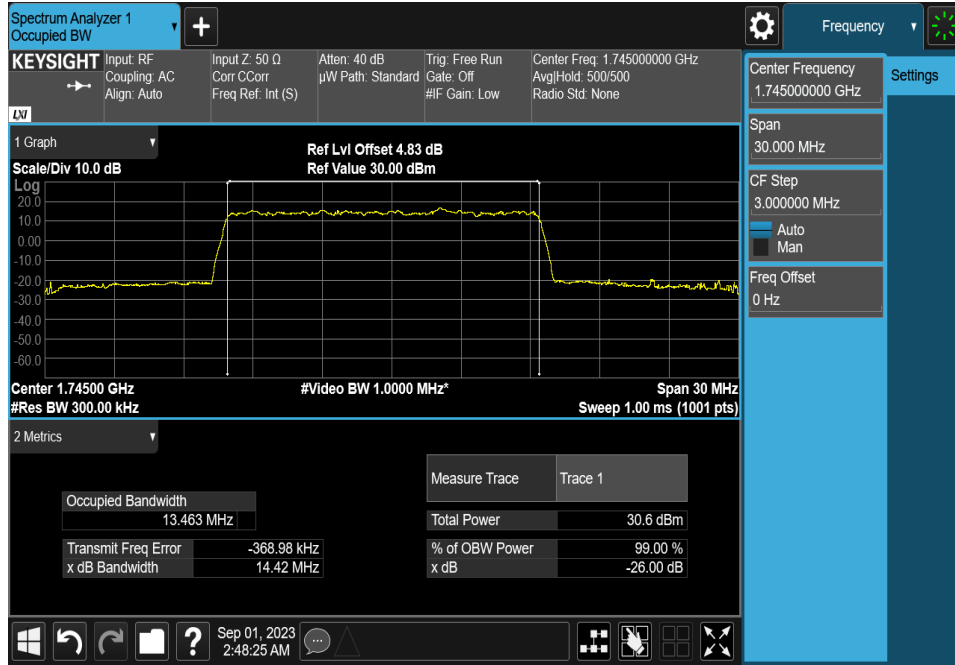 Spectrum Analyzer 1
Occupied BW
+
Frequency
KEYSIGHT
LXI
Input: RF
Coupling: AC
Align: Auto
Input Z: 50 Ω
Corr CCorr
Freq Ref: Int (S)
Atten: 40 dB
µW Path: Standard
Trig: Free Run
Gate: Off
#IF Gain: Low
Center Freq: 1.745000000 GHz
Avg|Hold: 500/500
Radio Std: None
Center Frequency
1.745000000 GHz
Settings
Span
30.000 MHz
CF Step
3.000000 MHz
Auto
Man
Freq Offset
0 Hz
1 Graph
Scale/Div 10.0 dB
Ref Lvl Offset 4.83 dB
Ref Value 30.00 dBm
Log
20.0
10.0
0.00
-10.0
-20.0
-30.0
-40.0
-50.0
-60.0
Center 1.74500 GHz
#Video BW 1.0000 MHz*
Span 30 MHz
#Res BW 300.00 kHz
Sweep 1.00 ms (1001 pts)
2 Metrics
Measure Trace Trace 1
Occupied Bandwidth
13.463 MHz
Total Power 30.6 dBm
Transmit Freq Error -368.98 kHz
% of OBW Power 99.00 %
x dB Bandwidth 14.42 MHz
x dB -26.00 dB
?
Sep 01, 2023
2:48:25 AM